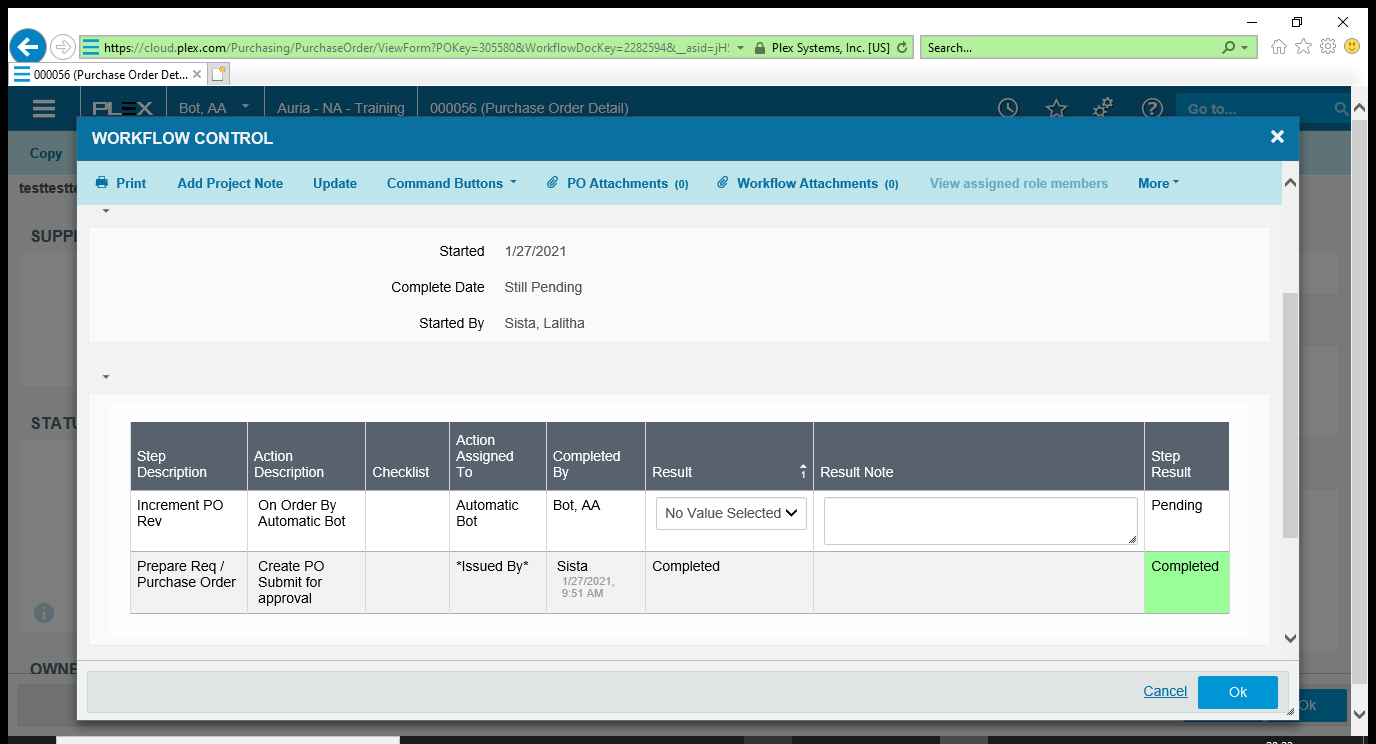 https://cloud.plex.com/Purchasing/PurchaseOrder/ViewForm?POKey=305580&WorkflowDocKey=2282594&__asid=jH! Plex Systems, Inc. [US] Search...
000056 (Purchase Order Det...
PLEX Bot, AA Auria - NA - Training 000056 (Purchase Order Detail) Go to...
WORKFLOW CONTROL
Copy
Print Add Project Note Update Command Buttons PO Attachments (0) Workflow Attachments (0) View assigned role members More
testtestte
SUPPL
Started 1/27/2021
Complete Date Still Pending
Started By Sista, Lalitha
STATU
Step Description Action Description Checklist Action Assigned To Completed By Result 1 Result Note Step Result
Increment PO Rev On Order By Automatic Bot Automatic Bot Bot, AA No Value Selected Pending
Prepare Req / Purchase Order Create PO Submit for approval *Issued By* Sista 1/27/2021, 9:51 AM Completed Completed
OWNE
Cancel Ok
Ok